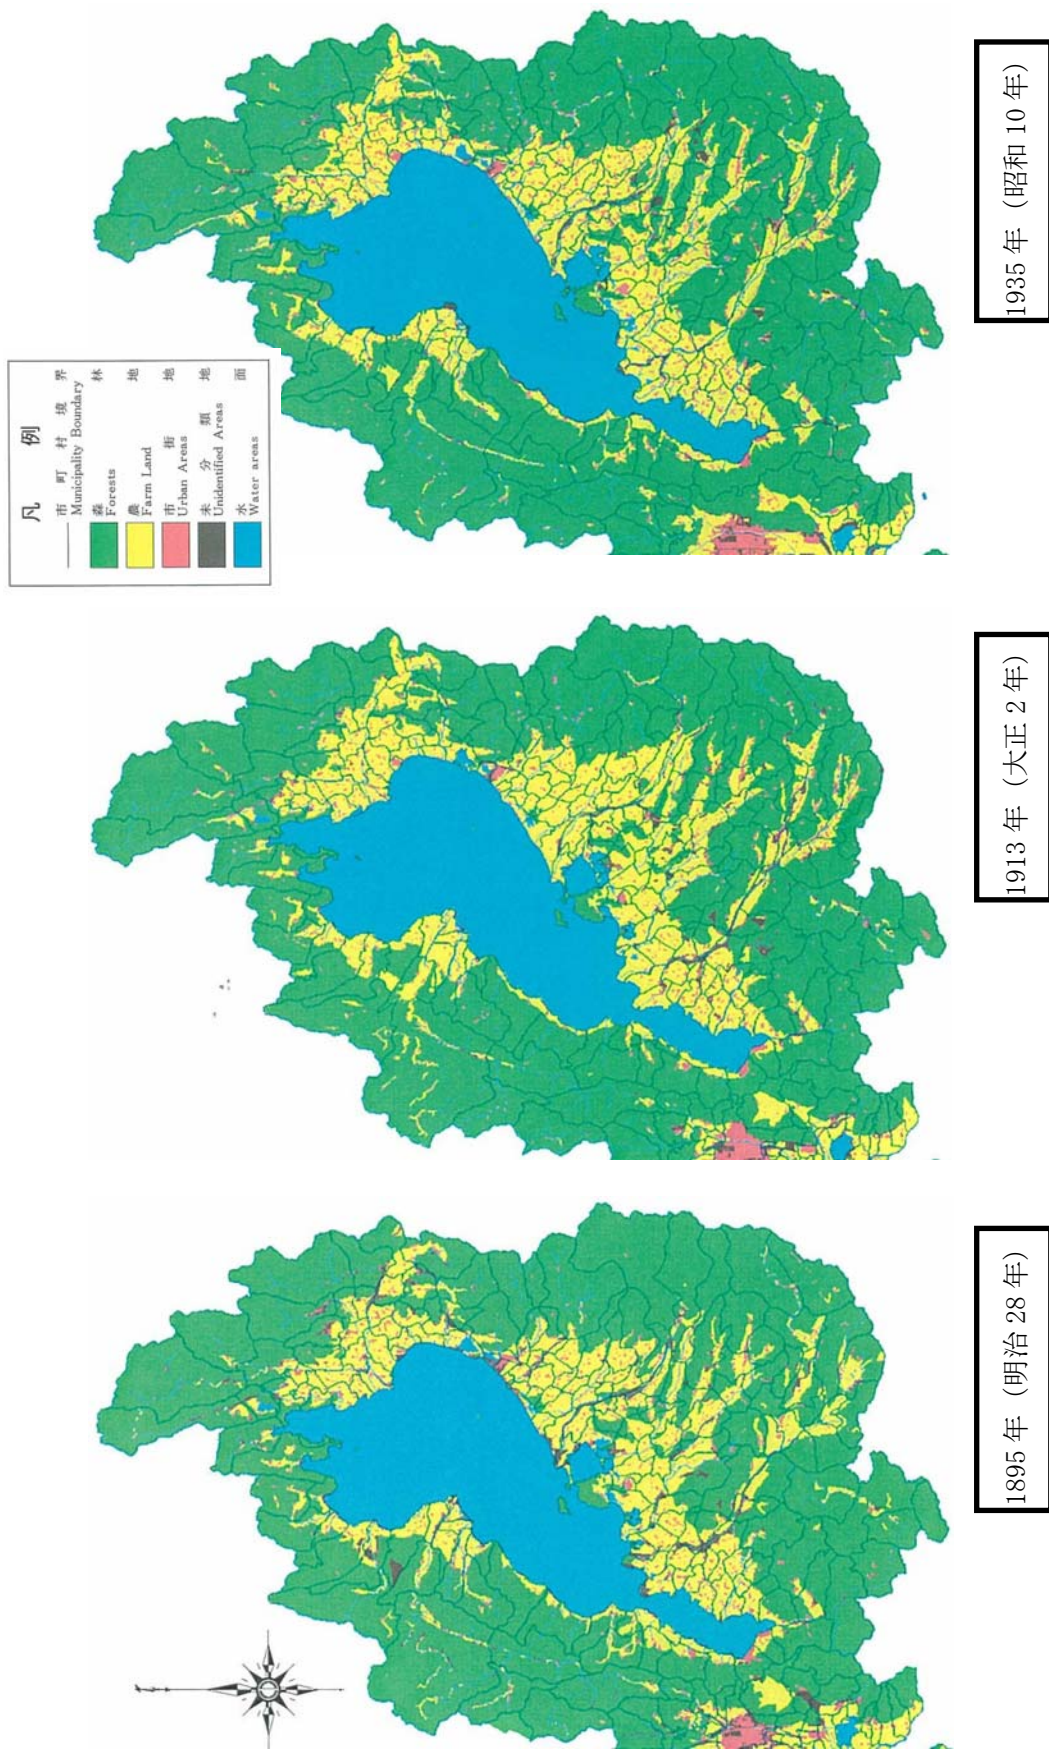 凡例
市町村境界
Municipality Boundary
森林
Forests
農地
Farm Land
市街地
Urban Areas
未分類地
Unidentified Areas
水面
Water areas
1895年（明治28年）
1913年（大正2年）
1935年（昭和10年）